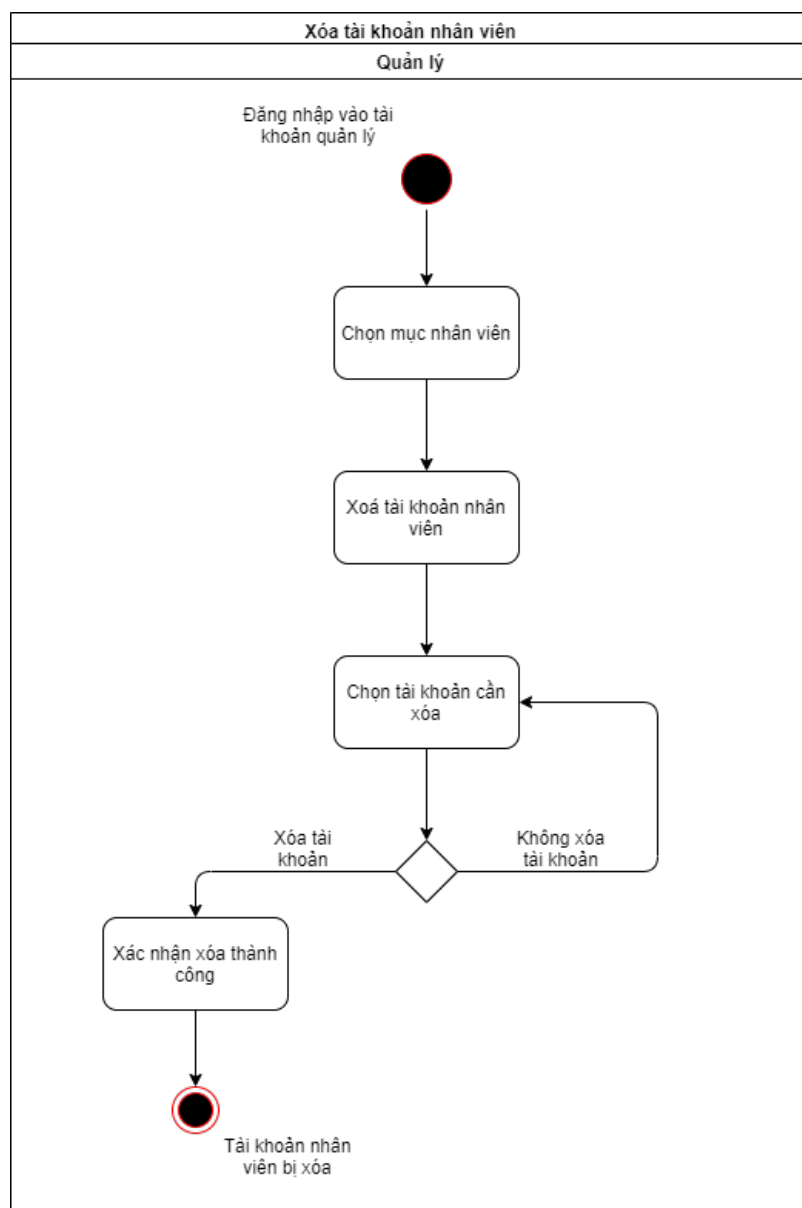 Xóa tài khoản nhân viên
Quản lý
Đăng nhập vào tài
khoản quản lý
Chọn mục nhân viên
Xoá tài khoản nhân
viên
Chọn tài khoản cần
xóa
Xóa tài
khoản
Không xóa
tài khoản
Xác nhận xóa thành
công
Tài khoản nhân
viên bị xóa